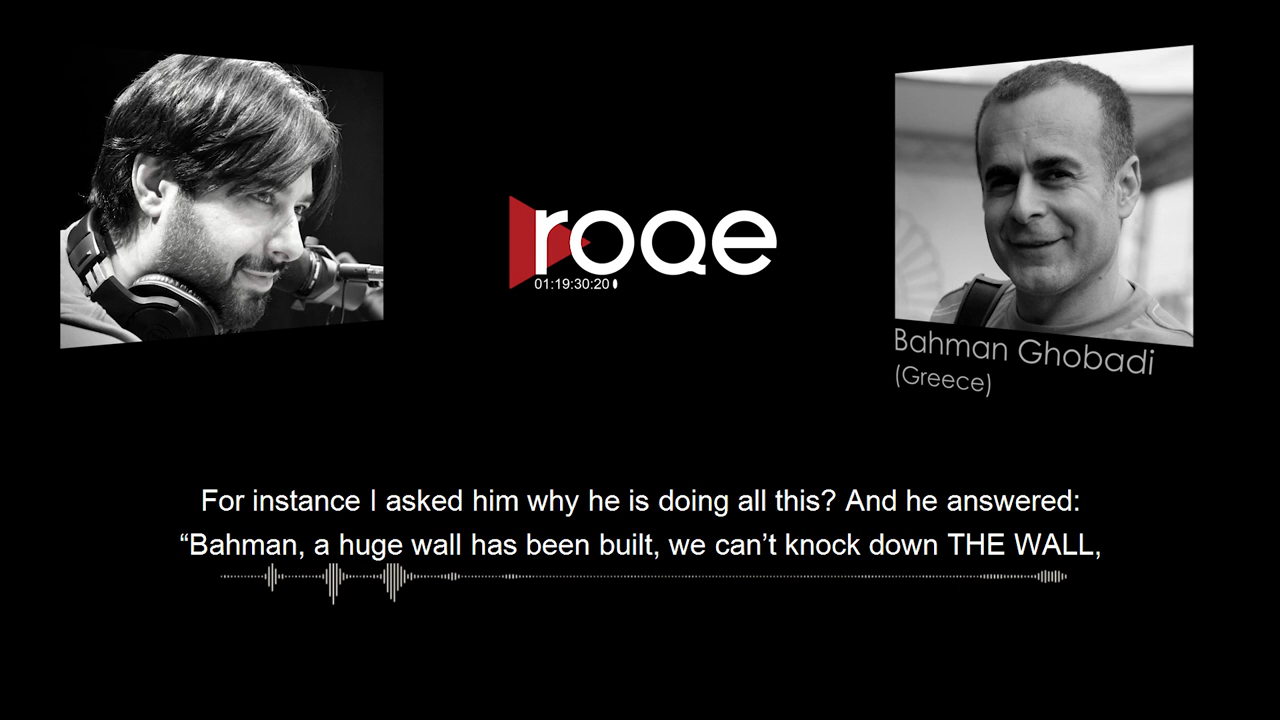 roqe
01:19:30:20
Bahman Ghobadi
(Greece)
For instance I asked him why he is doing all this? And he answered:
“Bahman, a huge wall has been built, we can’t knock down THE WALL,